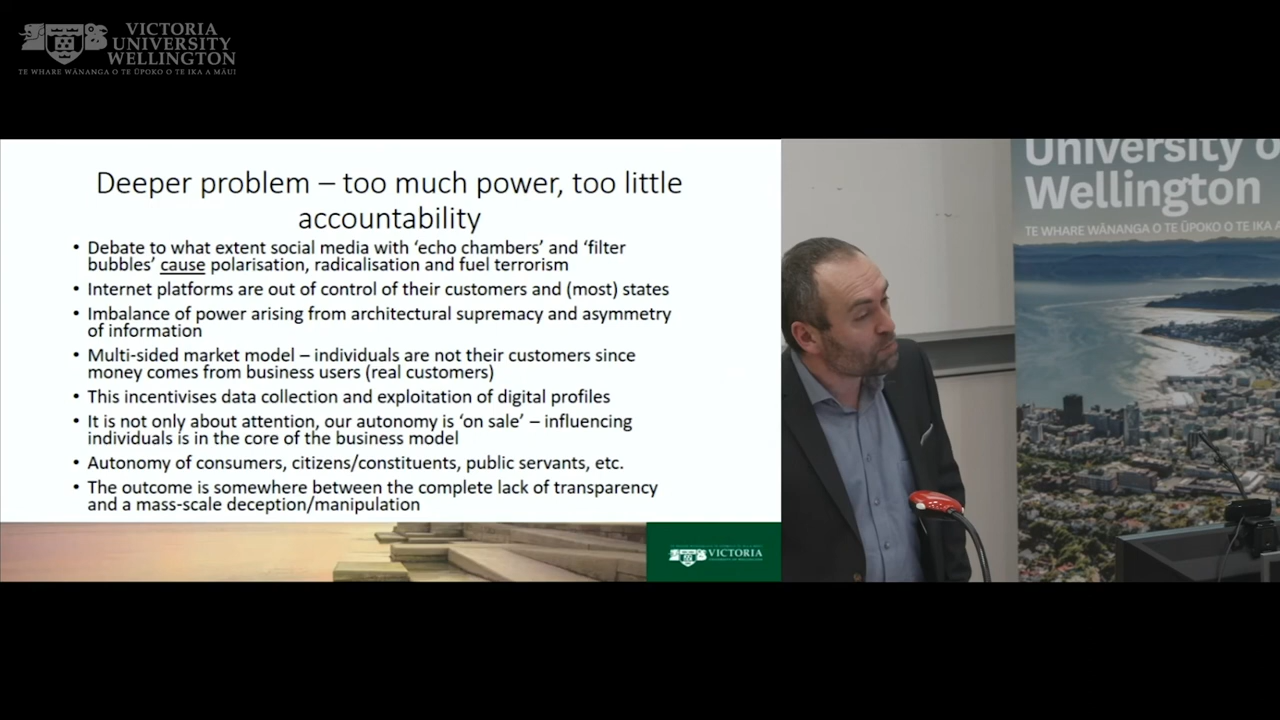 VICTORIA
UNIVERSITY
WELLINGTON
TE WHARE WĀNANGA O TE ŪPOKO O TE IKA A MĀUI
Deeper problem – too much power, too little
accountability
• Debate to what extent social media with ‘echo chambers’ and ‘filter
bubbles’ cause polarisation, radicalisation and fuel terrorism
• Internet platforms are out of control of their customers and (most) states
• Imbalance of power arising from architectural supremacy and asymmetry
of information
• Multi-sided market model – individuals are not their customers since
money comes from business users (real customers)
• This incentivises data collection and exploitation of digital profiles
• It is not only about attention, our autonomy is ‘on sale’ – influencing
individuals is in the core of the business model
• Autonomy of consumers, citizens/constituents, public servants, etc.
• The outcome is somewhere between the complete lack of transparency
and a mass-scale deception/manipulation
VICTORIA
University o
Wellington
TE WHARE WĀNANGA O TE ŪPOKO O TE IKA A